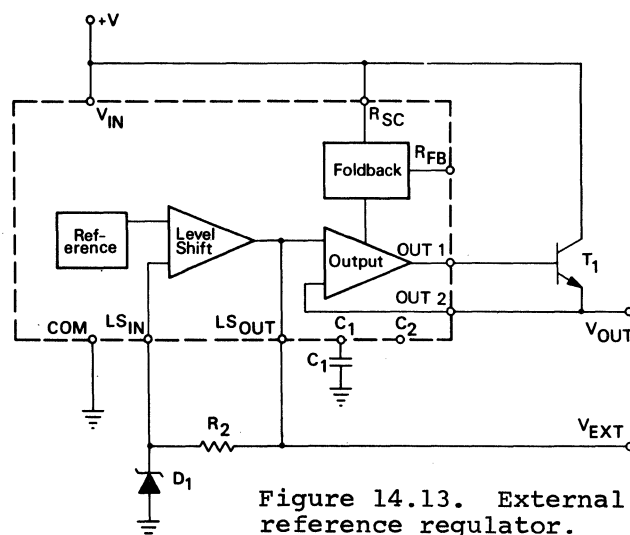 +V
V_IN
R_SC
R_FB
Foldback
Ref-
erence
Level
Shift
Output
OUT 1
T_1
OUT 2
COM
LS_IN
LS_OUT
C_1
C_2
V_OUT
C_1
R_2
V_EXT
D_1
Figure 14.13. External
reference regulator.